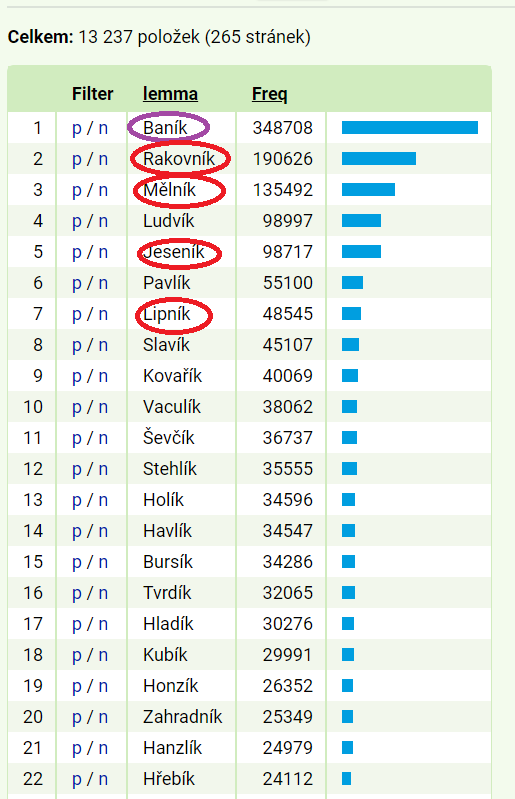 Celkem: 13 237 položek (265 stránek)
Filter lemma Freq
1 p / n Baník 348708
2 p / n Rakovník 190626
3 p / n Mělník 135492
4 p / n Ludvík 98997
5 p / n Jeseník 98717
6 p / n Pavlík 55100
7 p / n Lipník 48545
8 p / n Slavík 45107
9 p / n Kovařík 40069
10 p / n Vaculík 38062
11 p / n Ševčík 36737
12 p / n Stehlík 35555
13 p / n Holík 34596
14 p / n Havlík 34547
15 p / n Bursík 34286
16 p / n Tvrdík 32065
17 p / n Hladík 30276
18 p / n Kubík 29991
19 p / n Honzík 26352
20 p / n Zahradník 25349
21 p / n Hanzlík 24979
22 p / n Hřebík 24112